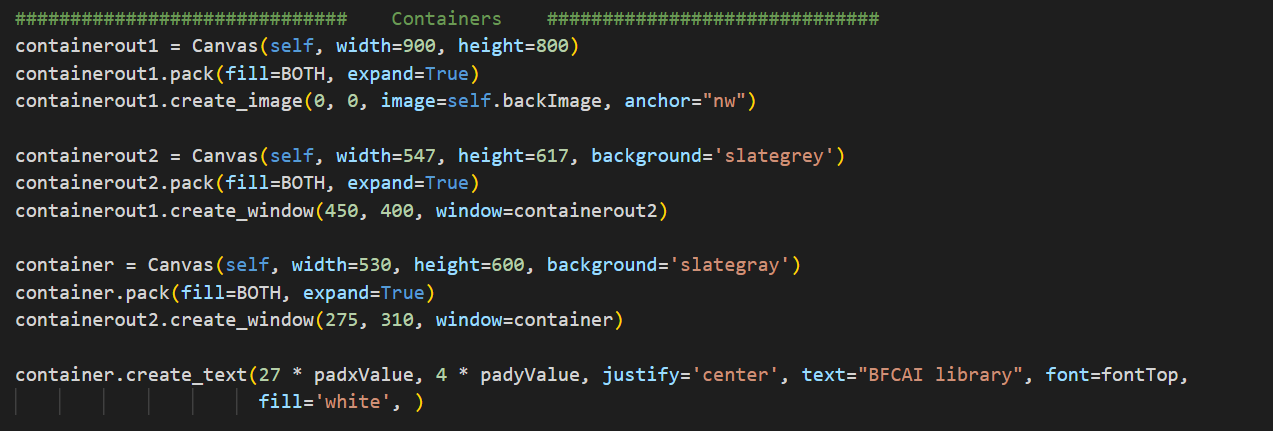 ##############################    Containers    ##############################
containerout1 = Canvas(self, width=900, height=800)
containerout1.pack(fill=BOTH, expand=True)
containerout1.create_image(0, 0, image=self.backImage, anchor="nw")
containerout2 = Canvas(self, width=547, height=617, background='slategrey')
containerout2.pack(fill=BOTH, expand=True)
containerout1.create_window(450, 400, window=containerout2)
container = Canvas(self, width=530, height=600, background='slategray')
container.pack(fill=BOTH, expand=True)
containerout2.create_window(275, 310, window=container)
container.create_text(27 * padxValue, 4 * padyValue, justify='center', text="BFCAI library", font=fontTop,
                      fill='white', )